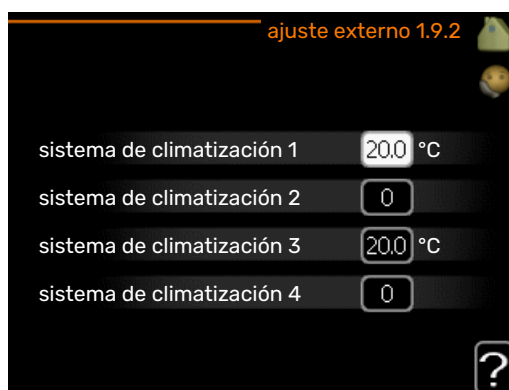 ajuste externo 1.9.2
sistema de climatización 1 20.0 °C
sistema de climatización 2 0
sistema de climatización 3 20.0 °C
sistema de climatización 4 0
?